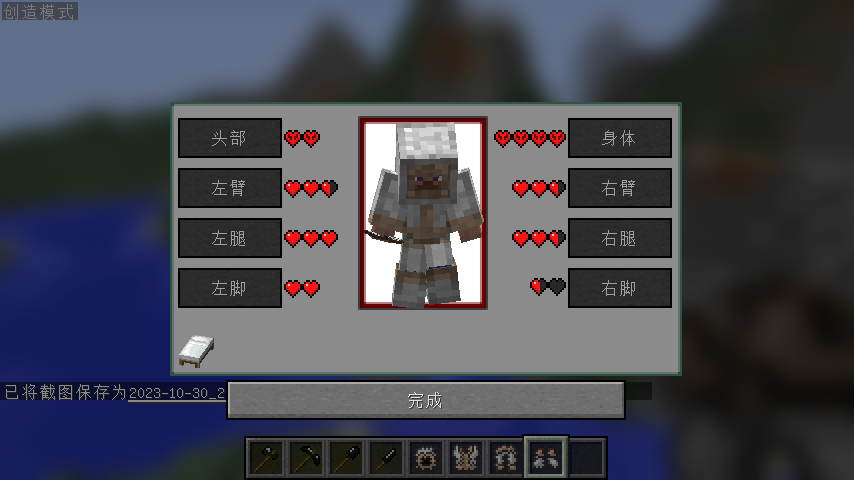 创造模式
头部
身体
左臂
右臂
左腿
右腿
左脚
右脚
已将截图保存为2023-10-30_2
完成